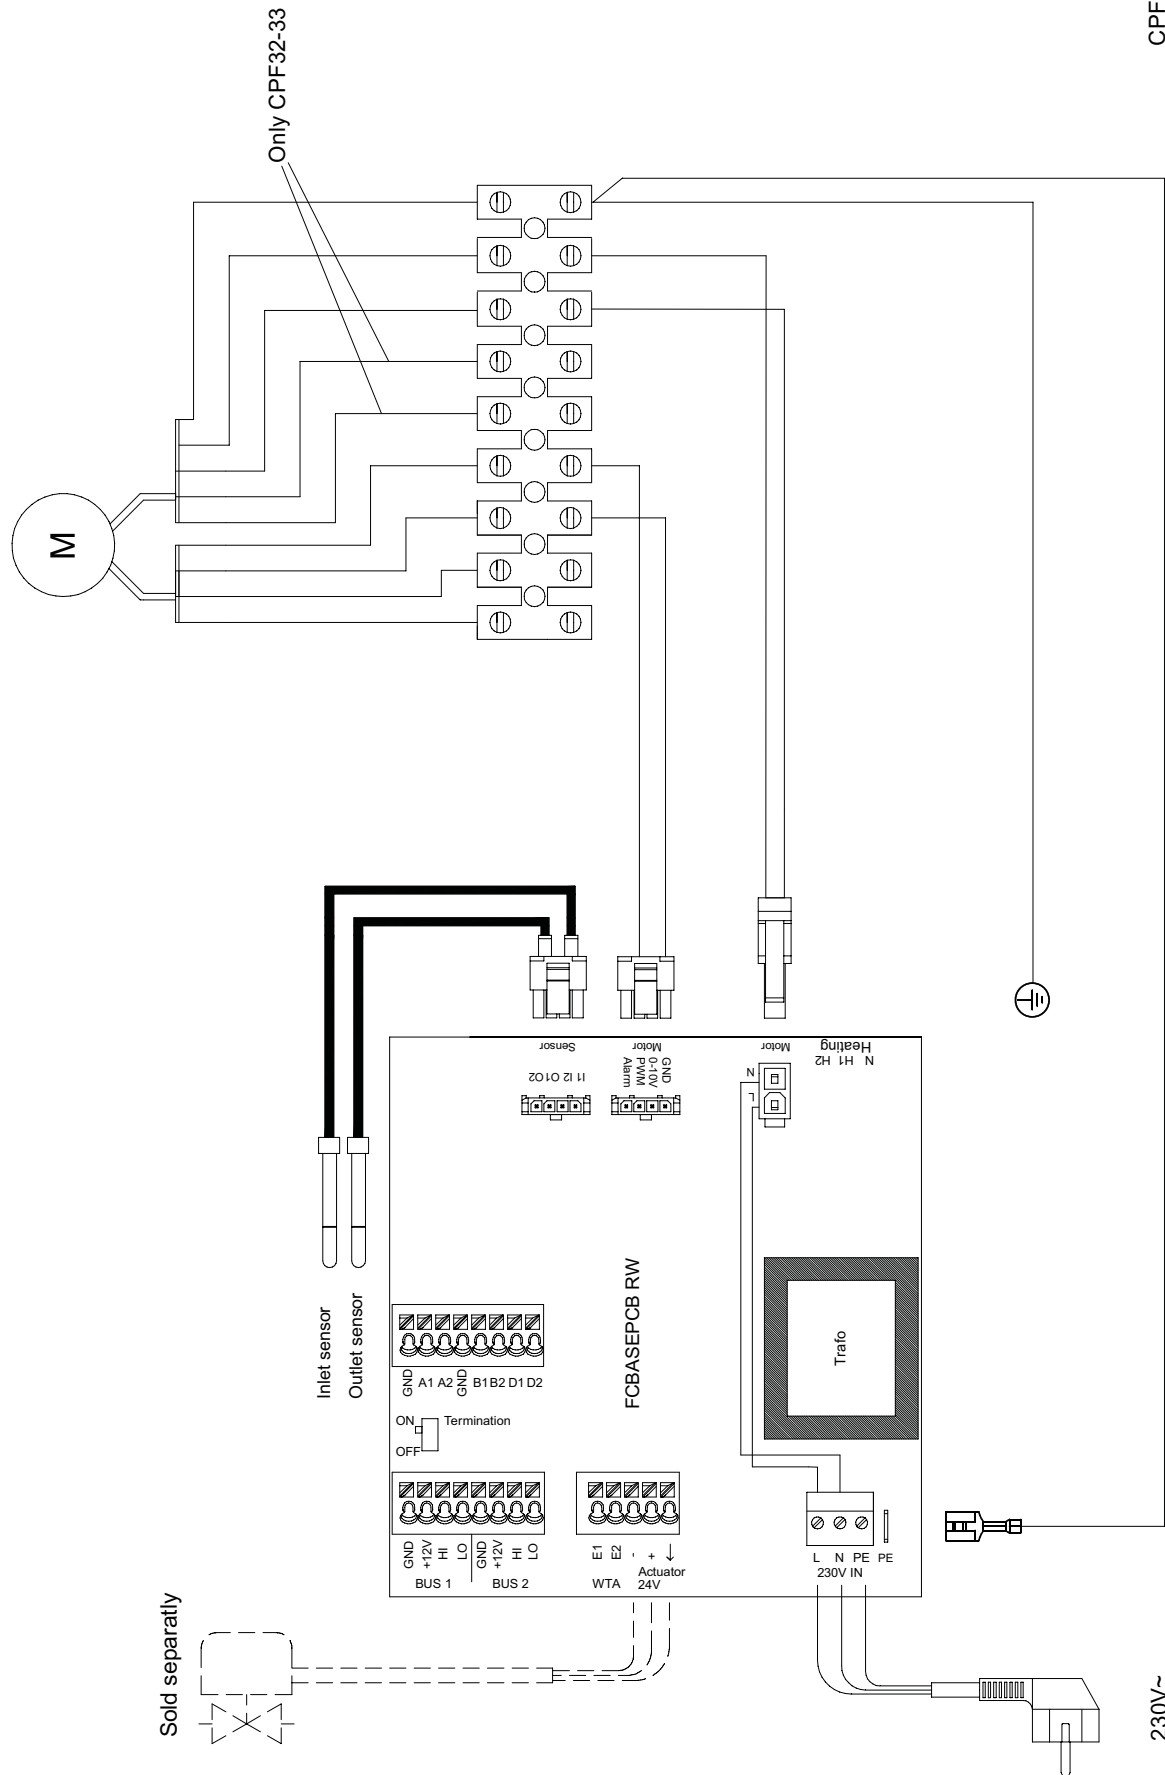 CPF
Only CPF32-33
M
Inlet sensor
Outlet sensor
Sensor
I1 I2 O1O2
Motor
GND
0-10V
PWM
Alarm
Motor
N
L
Heating
N H1 H2
GND A1 A2 GND B1 B2 D1 D2
ON
OFF
Termination
FCBASEPCB RW
Trafo
GND +12V HI LO GND +12V HI LO
BUS 1 BUS 2
E1 E2 - + ↓
WTA
Actuator
24V
L N PE PE
230V IN
Sold separatly
230V~